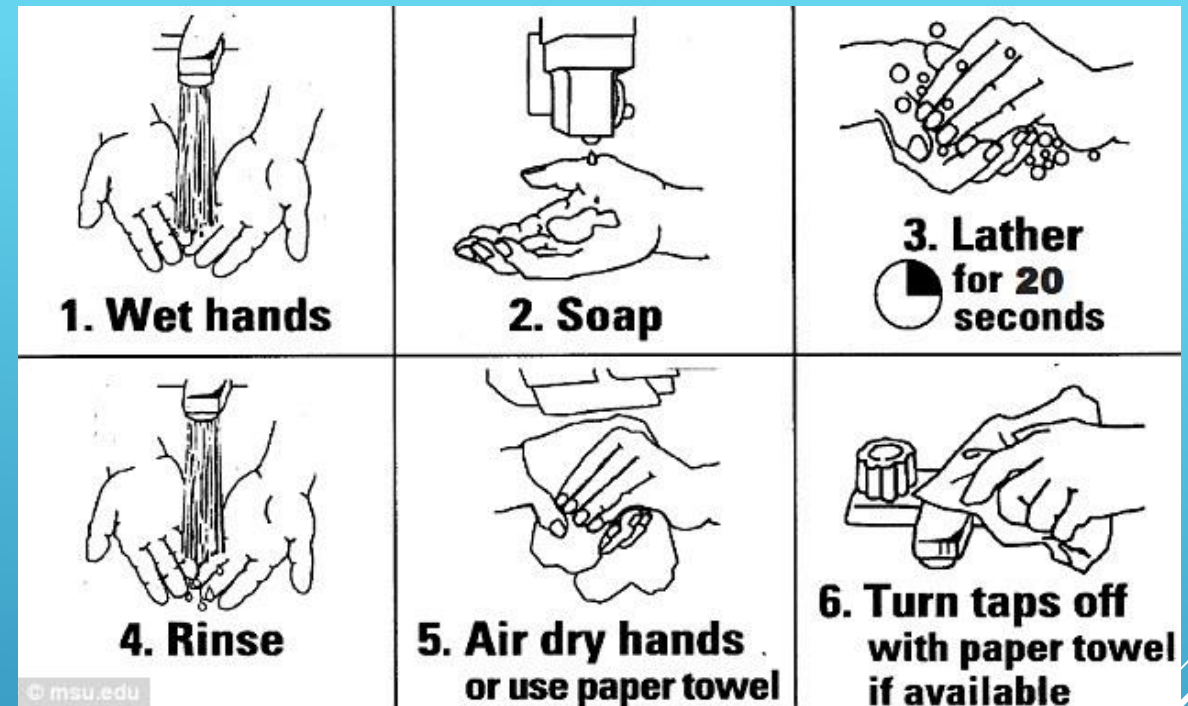 1. Wet hands
2. Soap
3. Lather
for 20
seconds
4. Rinse
5. Air dry hands
or use paper towel
6. Turn taps off
with paper towel
if available
© msu.edu